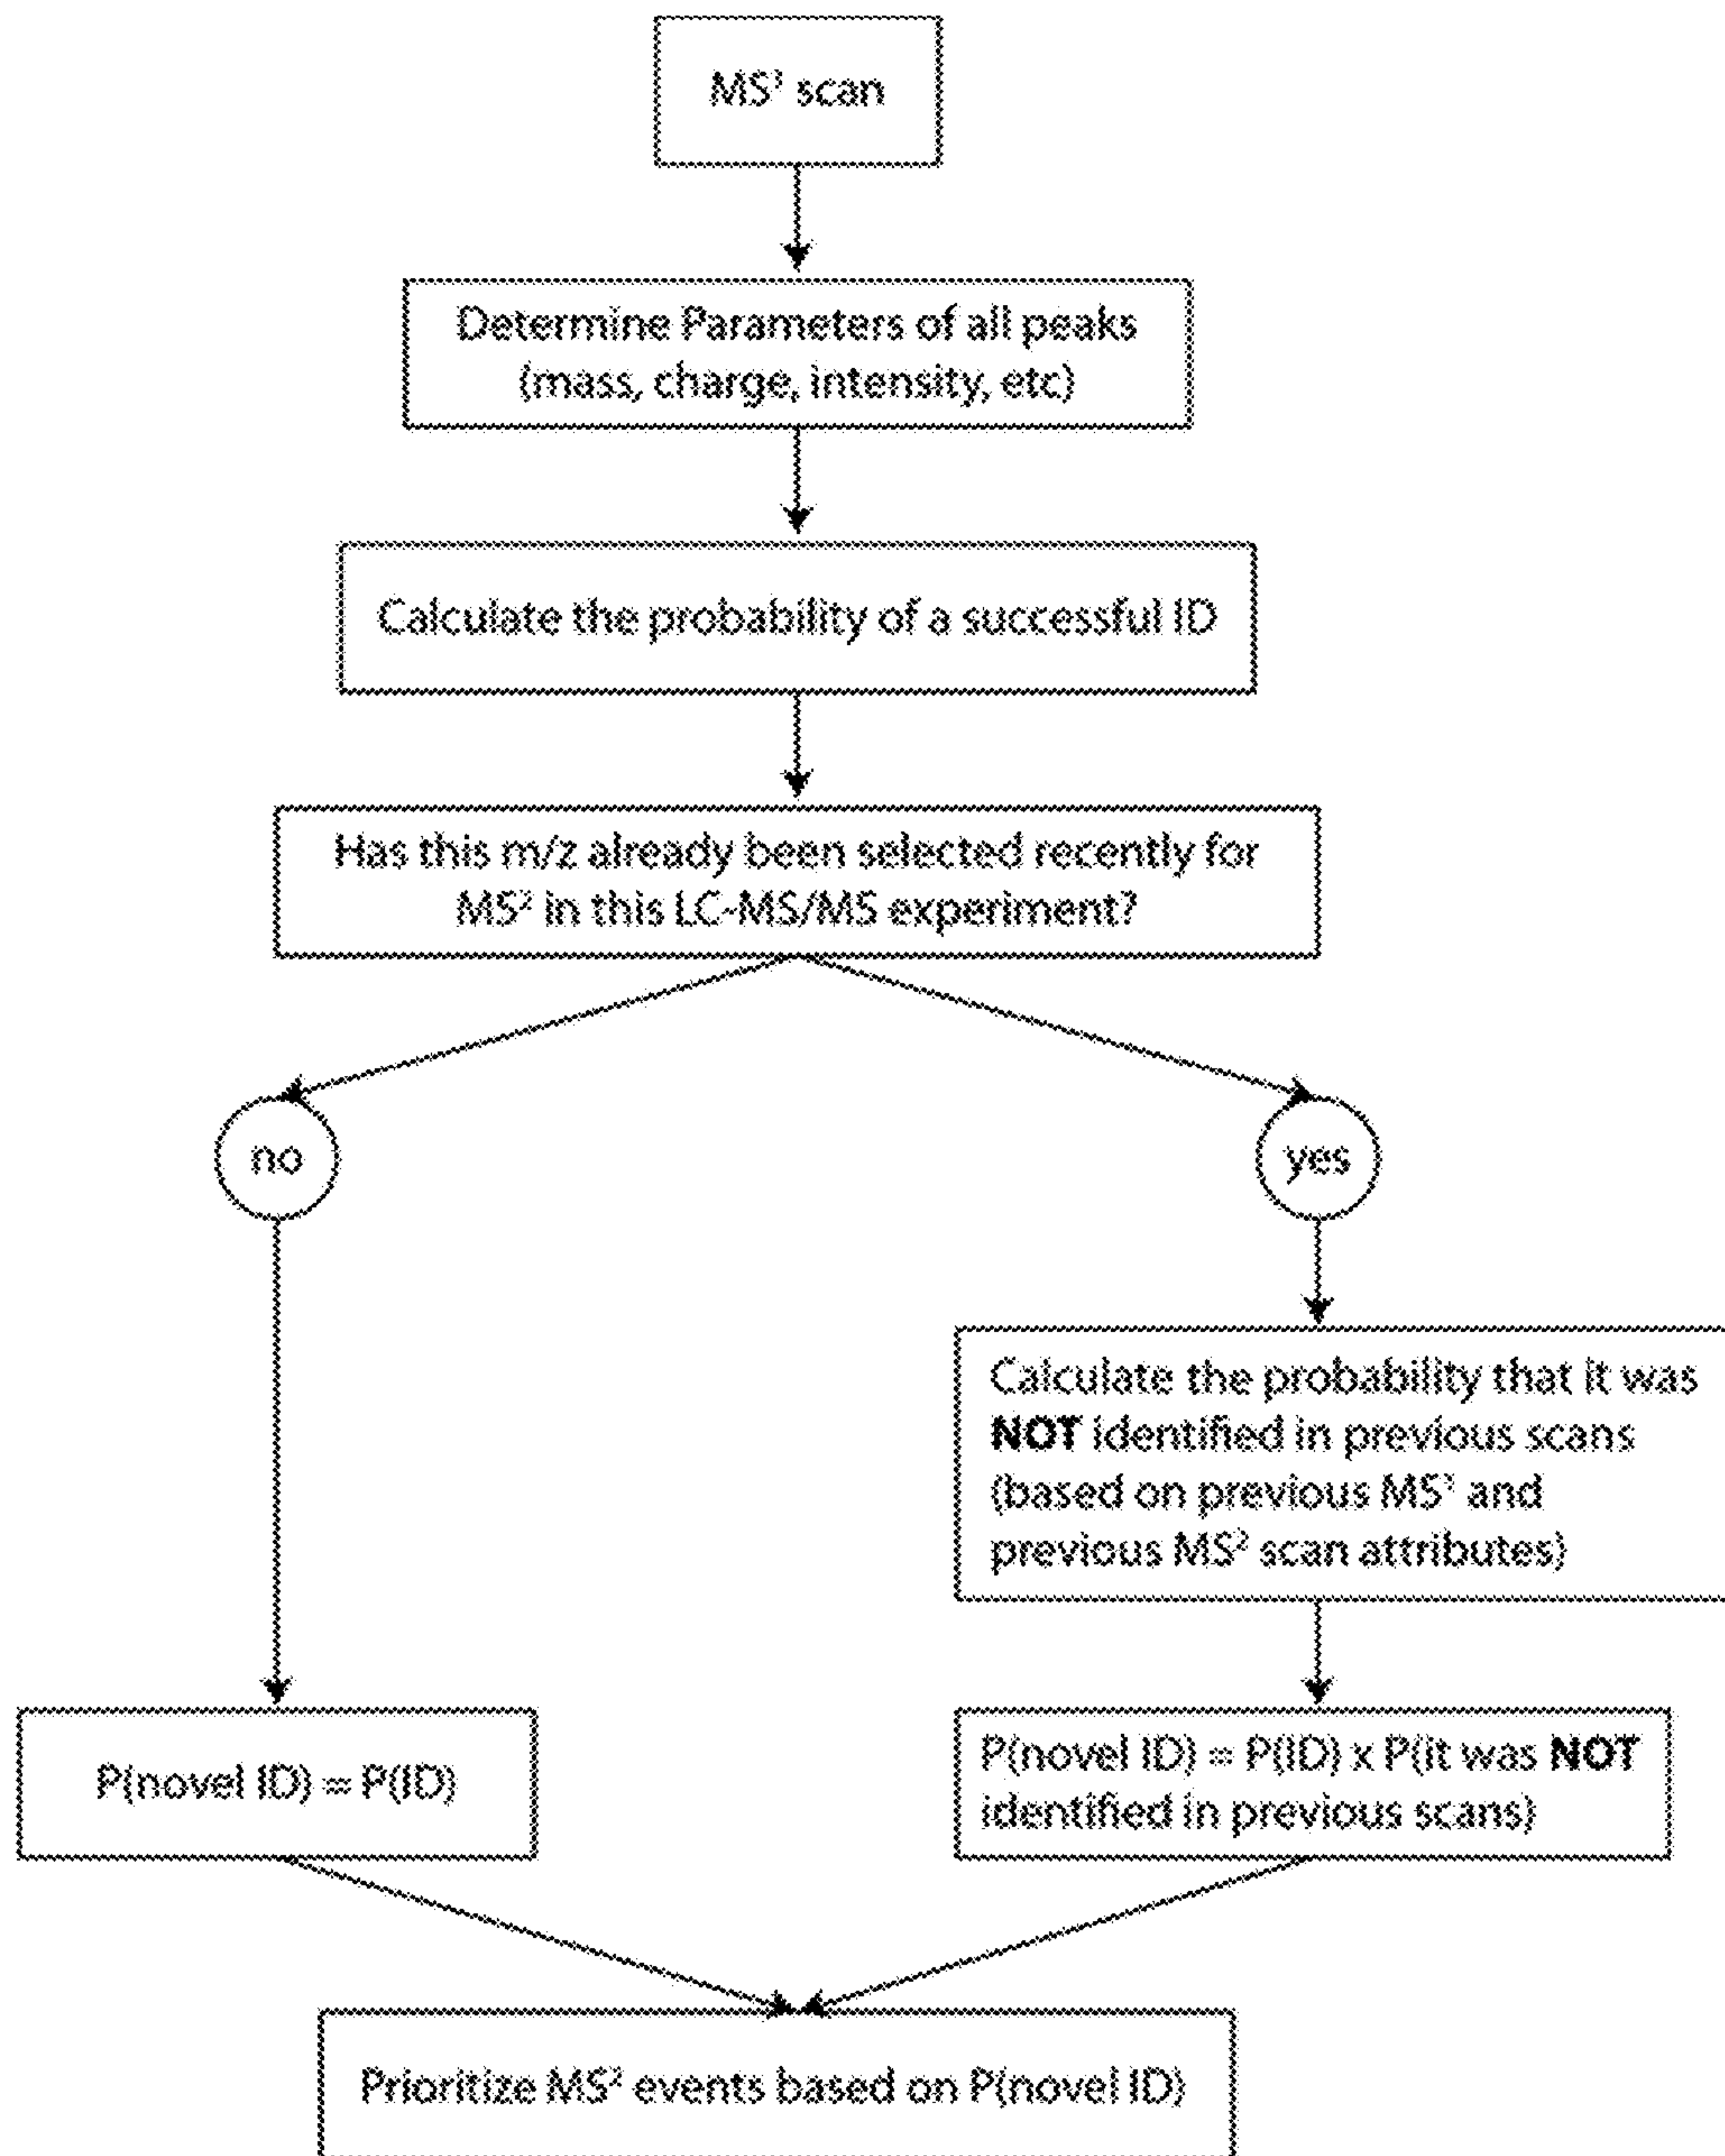 MS¹ scan
Determine Parameters of all peaks
(mass, charge, intensity, etc)
Calculate the probability of a successful ID
Has this m/z already been selected recently for
MS² in this LC-MS/MS experiment?
no
yes
Calculate the probability that it was
NOT identified in previous scans
(based on previous MS¹ and
previous MS² scan attributes)
P(novel ID) = P(ID)
P(novel ID) = P(ID) x P(it was NOT
identified in previous scans)
Prioritize MS² events based on P(novel ID)